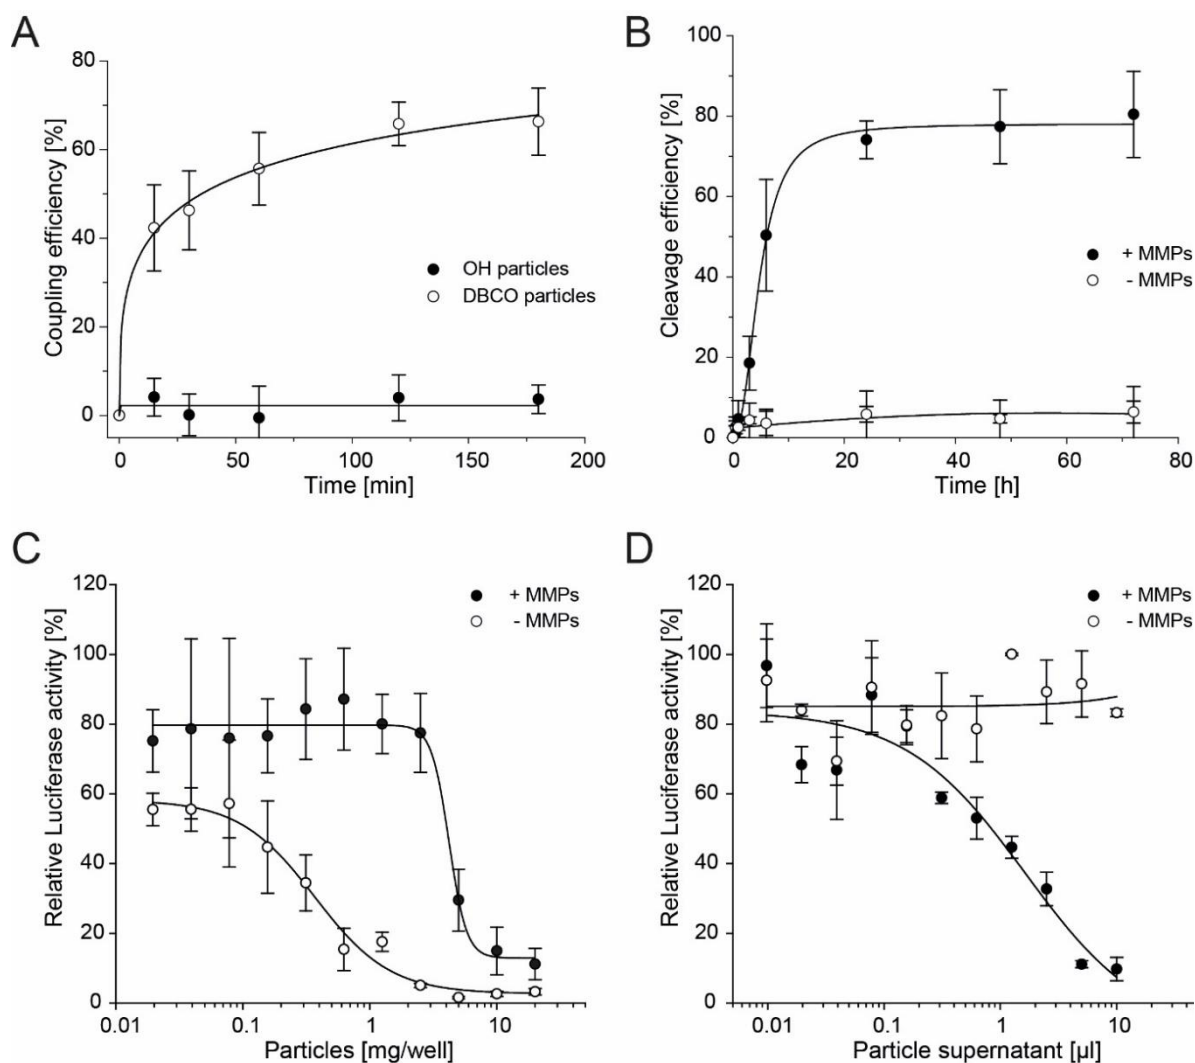 A
80
60
40
20
0
Coupling efficiency [%]
OH particles
DBCO particles
0
50
100
150
200
Time [min]
B
100
80
60
40
20
0
Cleavage efficiency [%]
+ MMPs
- MMPs
0
20
40
60
80
Time [h]
C
120
100
80
60
40
20
0
Relative Luciferase activity [%]
+ MMPs
- MMPs
0.01
0.1
1
10
Particles [mg/well]
D
120
100
80
60
40
20
0
Relative Luciferase activity [%]
+ MMPs
- MMPs
0.01
0.1
1
10
Particle supernatant [µl]